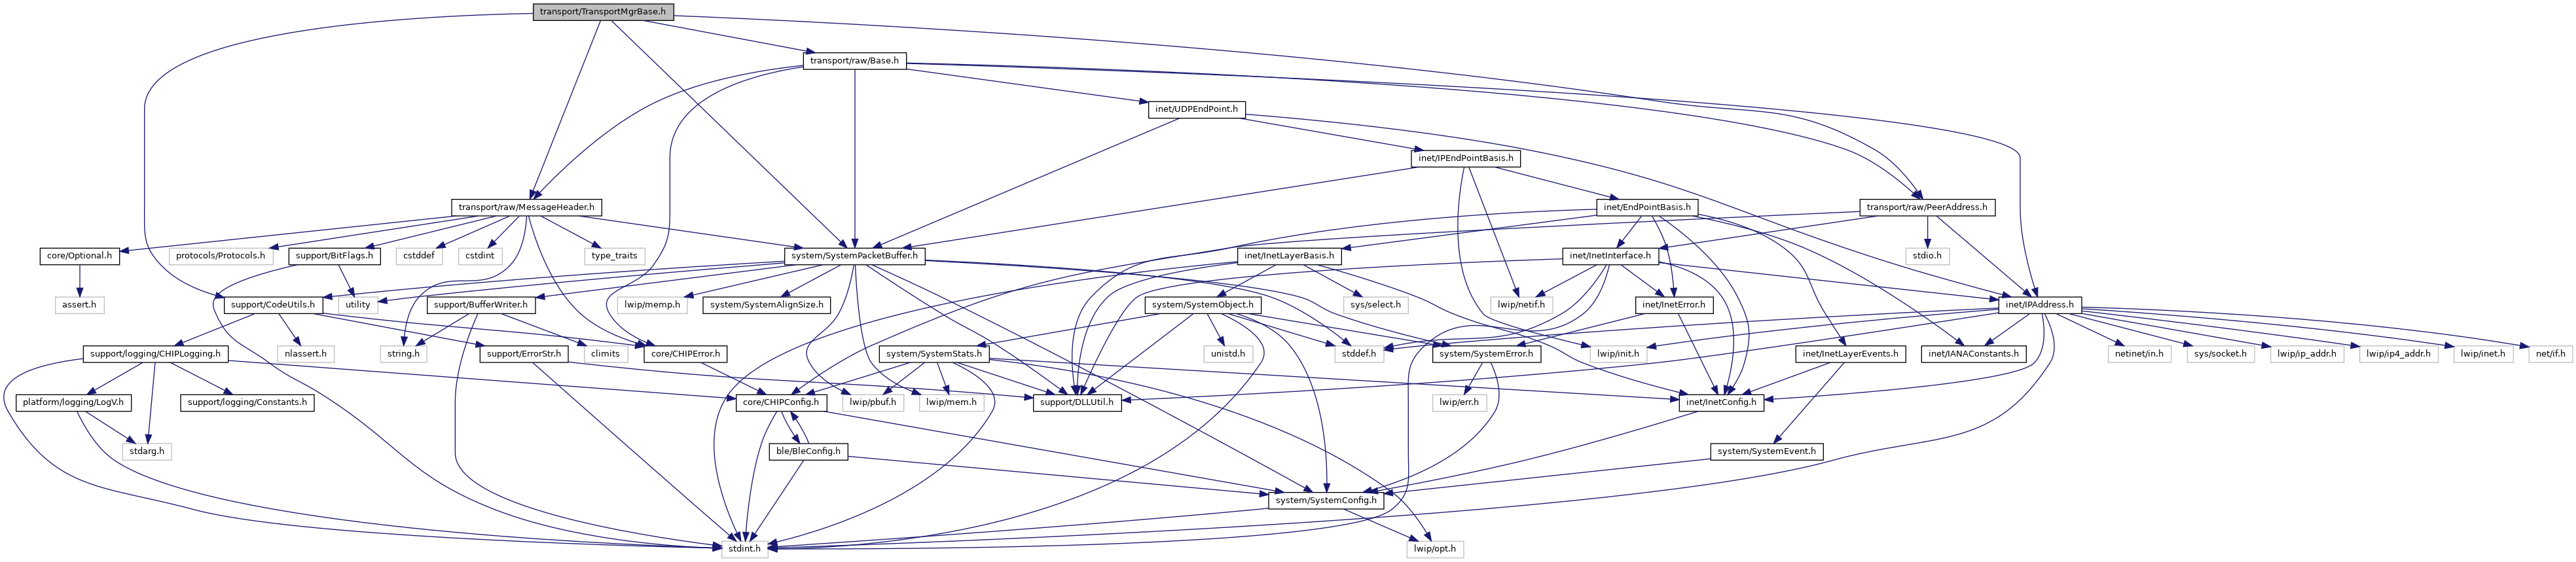 transport/TransportMgrBase.h
transport/raw/Base.h
inet/UDPEndPoint.h
inet/IPEndPointBasis.h
transport/raw/MessageHeader.h
inet/EndPointBasis.h
transport/raw/PeerAddress.h
core/Optional.h
protocols/Protocols.h
support/BitFlags.h
cstddef
cstdint
type_traits
system/SystemPacketBuffer.h
inet/InetLayerBasis.h
inet/InetInterface.h
stdio.h
assert.h
support/CodeUtils.h
utility
support/BufferWriter.h
lwip/memp.h
system/SystemAlignSize.h
system/SystemObject.h
sys/select.h
lwip/netif.h
inet/InetError.h
inet/IPAddress.h
support/logging/CHIPLogging.h
nlassert.h
string.h
support/ErrorStr.h
climits
core/CHIPError.h
system/SystemStats.h
unistd.h
stddef.h
system/SystemError.h
lwip/init.h
inet/InetLayerEvents.h
inet/IANAConstants.h
netinet/in.h
sys/socket.h
lwip/ip_addr.h
lwip/ip4_addr.h
lwip/inet.h
net/if.h
platform/logging/LogV.h
support/logging/Constants.h
core/CHIPConfig.h
lwip/pbuf.h
lwip/mem.h
support/DLLUtil.h
lwip/err.h
inet/InetConfig.h
stdarg.h
ble/BleConfig.h
system/SystemEvent.h
system/SystemConfig.h
stdint.h
lwip/opt.h